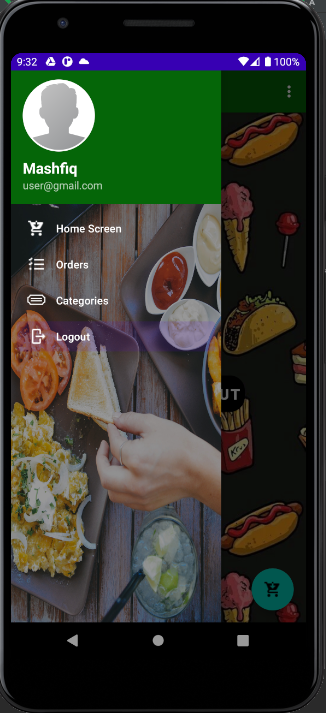 9:32
100%
Mashfiq
user@gmail.com
Home Screen
Orders
Categories
Logout
UT